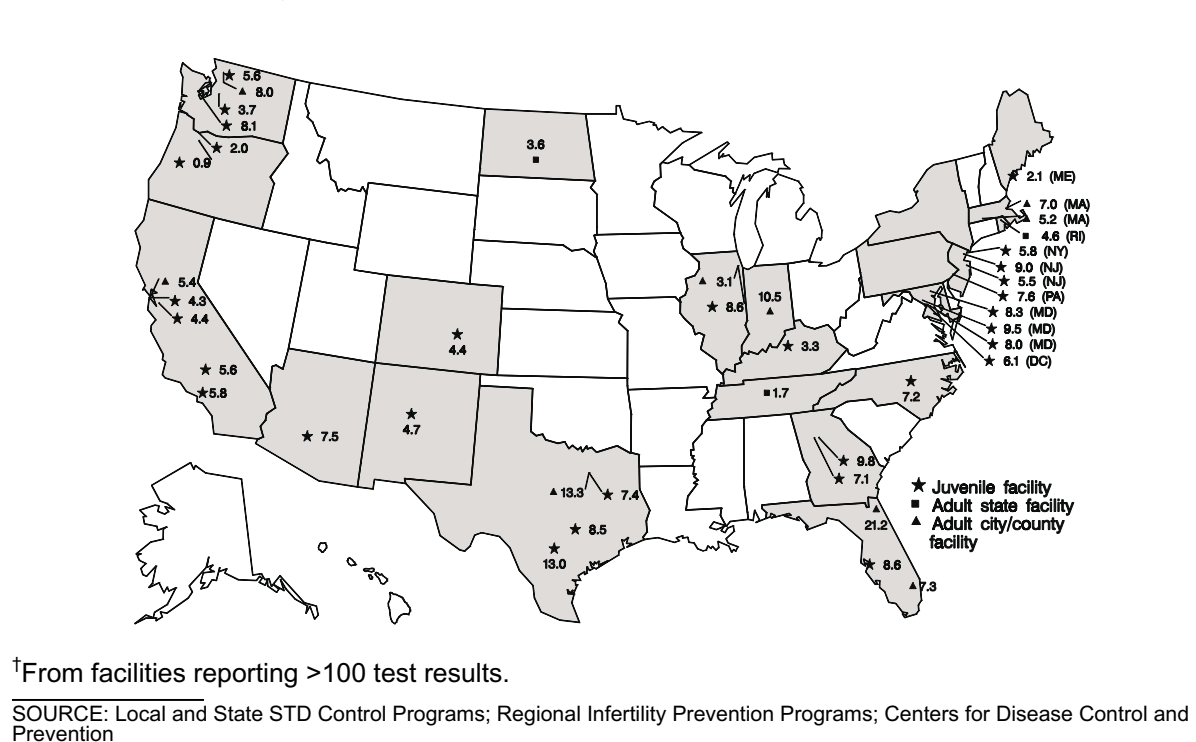 5.6
8.0
3.7
8.1
2.0
0.9
3.6
2.1 (ME)
7.0 (MA)
5.2 (MA)
4.6 (RI)
5.8 (NY)
9.0 (NJ)
5.5 (NJ)
7.6 (PA)
8.3 (MD)
9.5 (MD)
8.0 (MD)
6.1 (DC)
5.4
4.3
4.4
5.6
5.8
4.4
3.1
8.6
10.5
3.3
1.7
7.2
7.5
4.7
13.3
7.4
8.5
13.0
9.8
7.1
21.2
8.6
7.3
Juvenile facility
Adult state facility
Adult city/county
facility
†From facilities reporting >100 test results.
SOURCE: Local and State STD Control Programs; Regional Infertility Prevention Programs; Centers for Disease Control and
Prevention